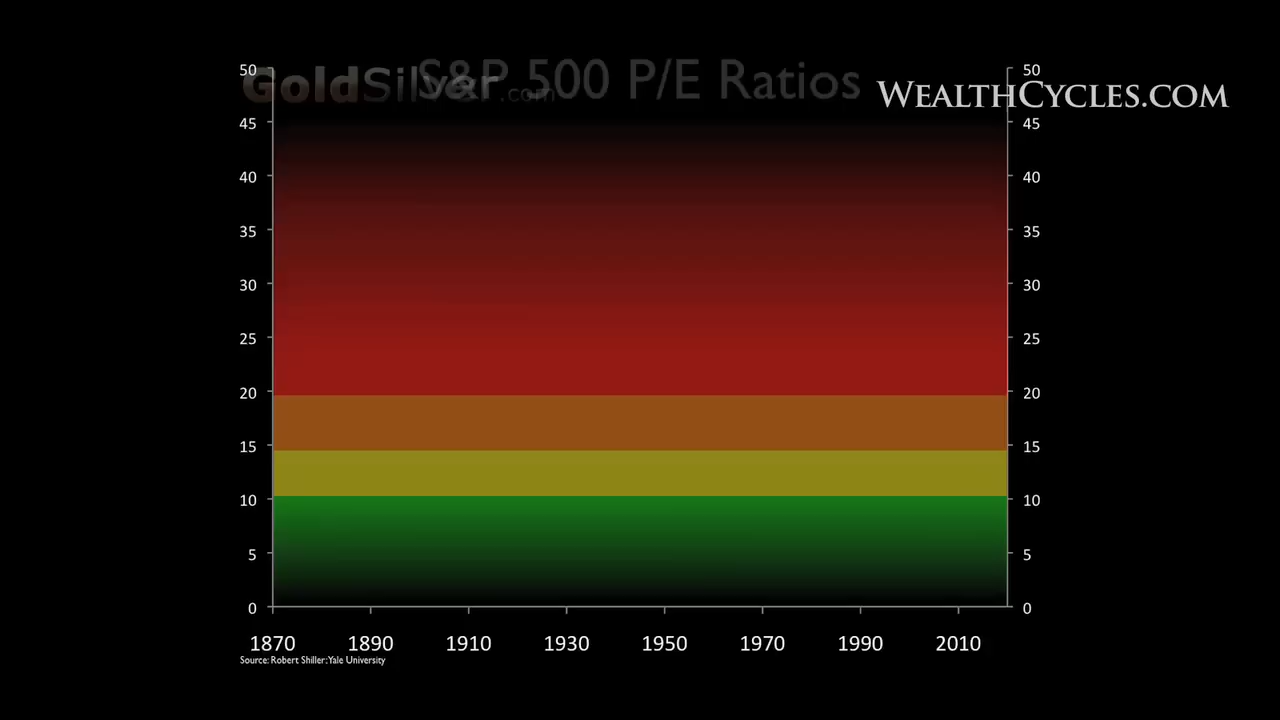 GoldSilver.com
S&P 500 P/E Ratios
WEALTHCYCLES.COM
50 50
45 45
40 40
35 35
30 30
25 25
20 20
15 15
10 10
5 5
0 0
1870 1890 1910 1930 1950 1970 1990 2010
Source: Robert Shiller; Yale University